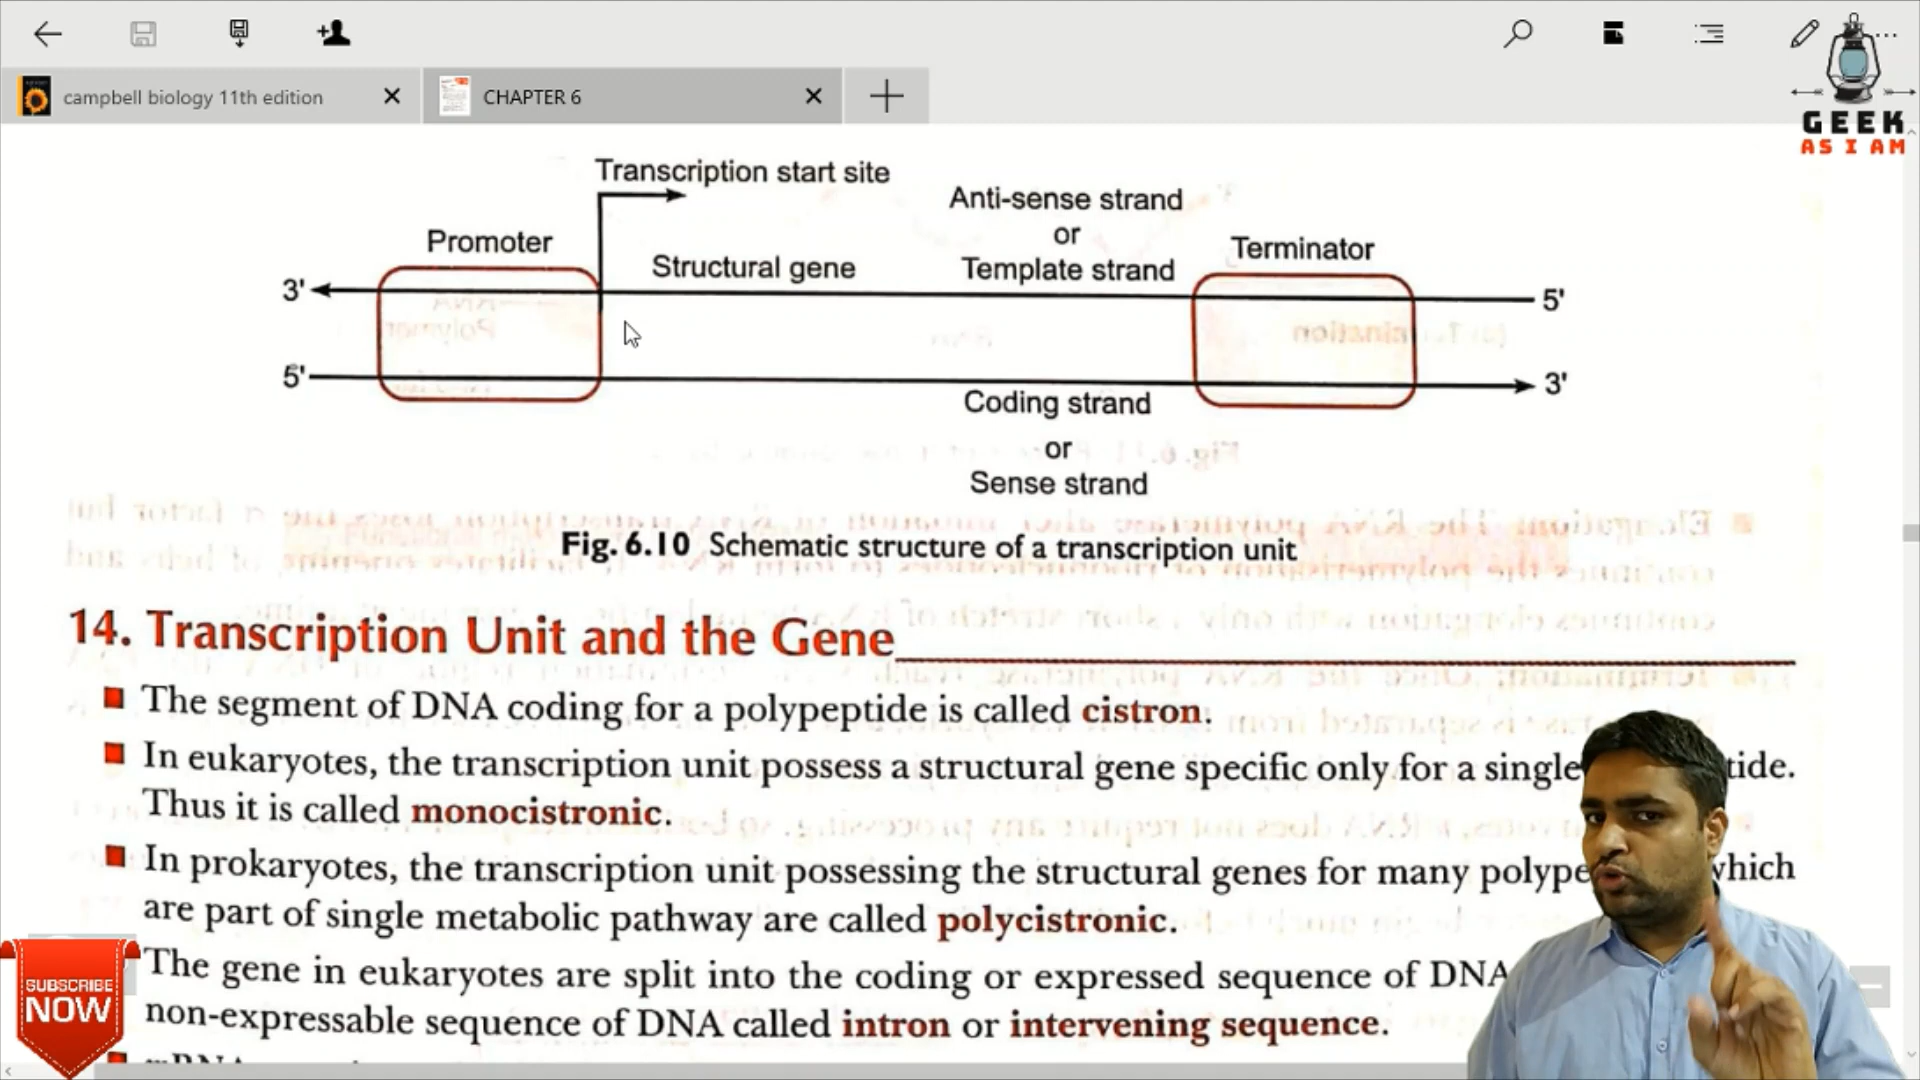 campbell biology 11th edition
CHAPTER 6
GEEK
AS I AM
Transcription start site
Anti-sense strand
or
Template strand
Promoter
Structural gene
Terminator
3'
5'
5'
3'
Coding strand
or
Sense strand
Fig. 6.10 Schematic structure of a transcription unit
14. Transcription Unit and the Gene
The segment of DNA coding for a polypeptide is called cistron.
In eukaryotes, the transcription unit possess a structural gene specific only for a single tide.
Thus it is called monocistronic.
In prokaryotes, the transcription unit possessing the structural genes for many polype which
are part of single metabolic pathway are called polycistronic.
The gene in eukaryotes are split into the coding or expressed sequence of DNA
non-expressable sequence of DNA called intron or intervening sequence.
SUBSCRIBE
NOW